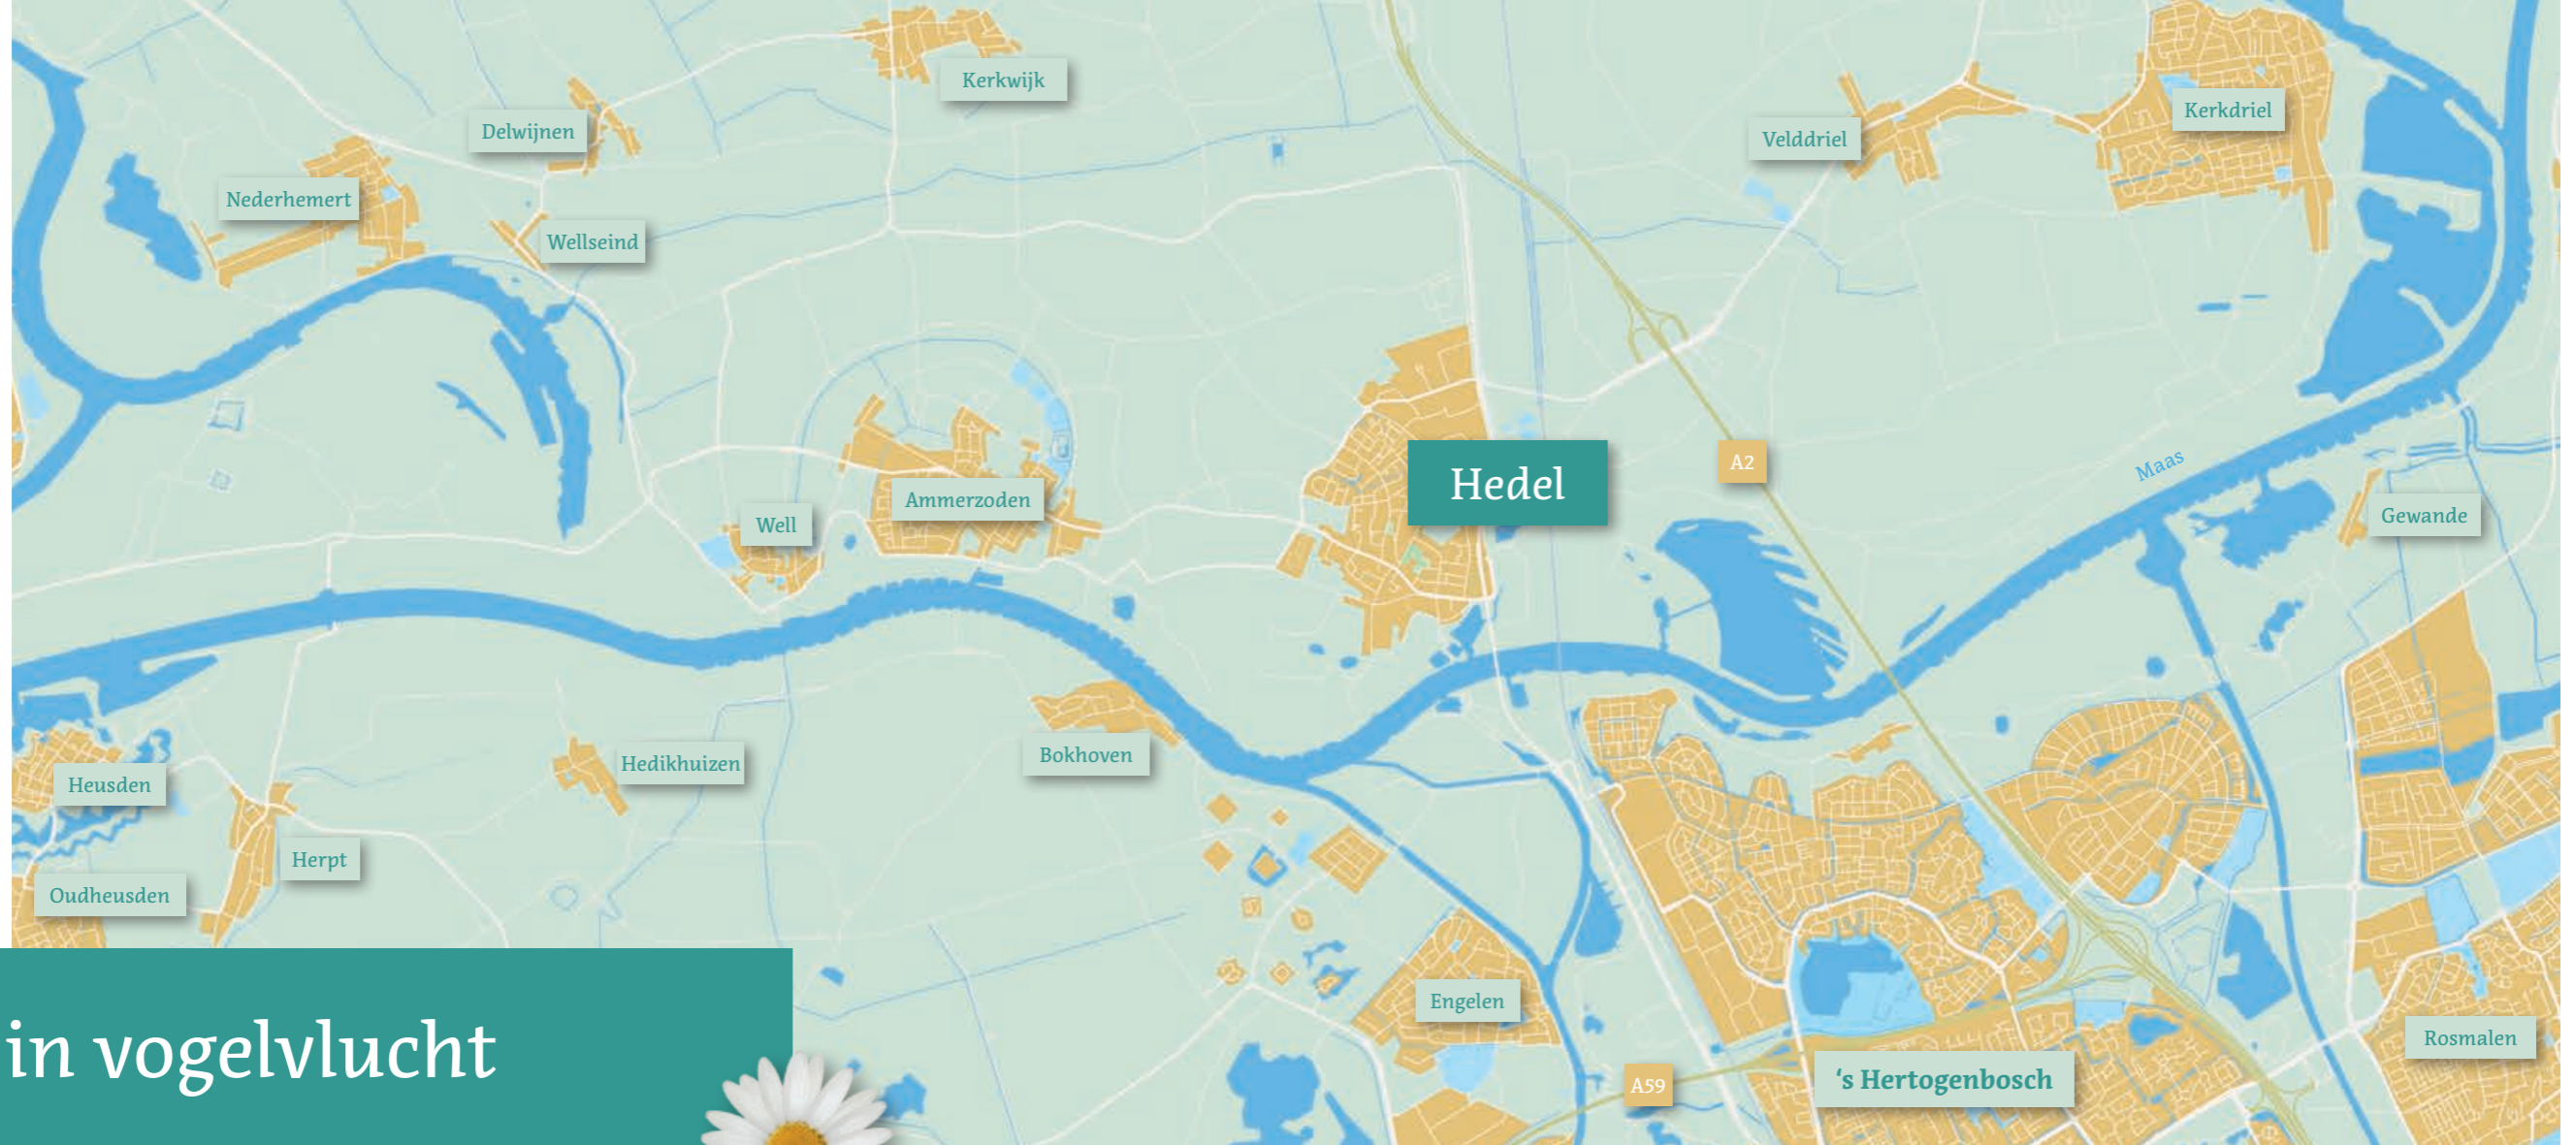 Kerkwijk
Kerkdriel
Delwijnen
Velddriel
Nederhemert
Wellseind
A2
Maas
Hedel
Ammerzoden
Gewande
Well
Bokhoven
Hedikhuizen
Heusden
Herpt
Oudheusden
Engelen
Rosmalen
in vogelvlucht
A59
‘s Hertogenbosch